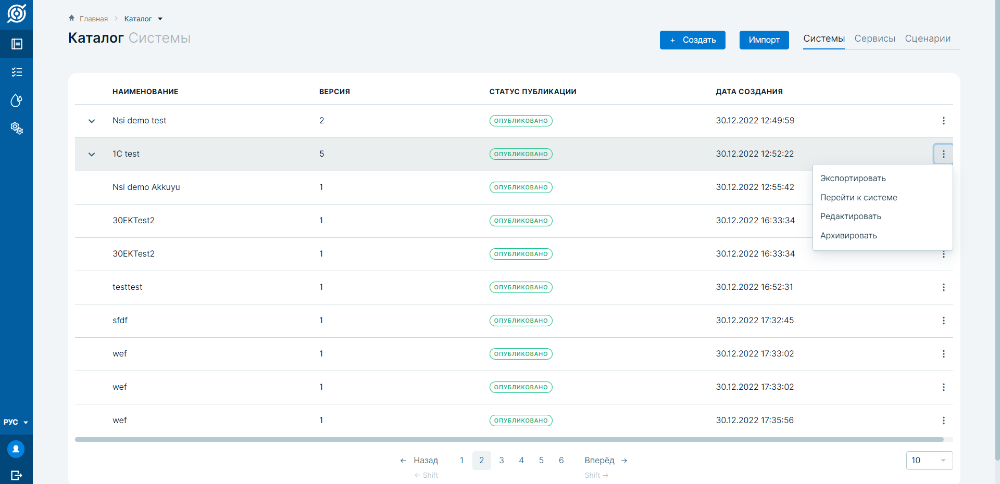 Главная
Каталог
Каталог Системы
+ Создать
Импорт
Системы
Сервисы
Сценарии
НАИМЕНОВАНИЕ ВЕРСИЯ СТАТУС ПУБЛИКАЦИИ ДАТА СОЗДАНИЯ
Nsi demo test 2 ОПУБЛИКОВАНО 30.12.2022 12:49:59
1C test 5 ОПУБЛИКОВАНО 30.12.2022 12:52:22
Экспортировать
Перейти к системе
Редактировать
Архивировать
Nsi demo Akkuyu 1 ОПУБЛИКОВАНО 30.12.2022 12:55:42
30EKTest2 1 ОПУБЛИКОВАНО 30.12.2022 16:33:34
30EKTest2 1 ОПУБЛИКОВАНО 30.12.2022 16:33:34
testtest 1 ОПУБЛИКОВАНО 30.12.2022 16:52:31
sfdf 1 ОПУБЛИКОВАНО 30.12.2022 17:32:45
wef 1 ОПУБЛИКОВАНО 30.12.2022 17:33:02
wef 1 ОПУБЛИКОВАНО 30.12.2022 17:33:02
wef 1 ОПУБЛИКОВАНО 30.12.2022 17:35:56
РУС
← Назад 1 2 3 4 5 6 Вперёд →
← Shift Shift →
10